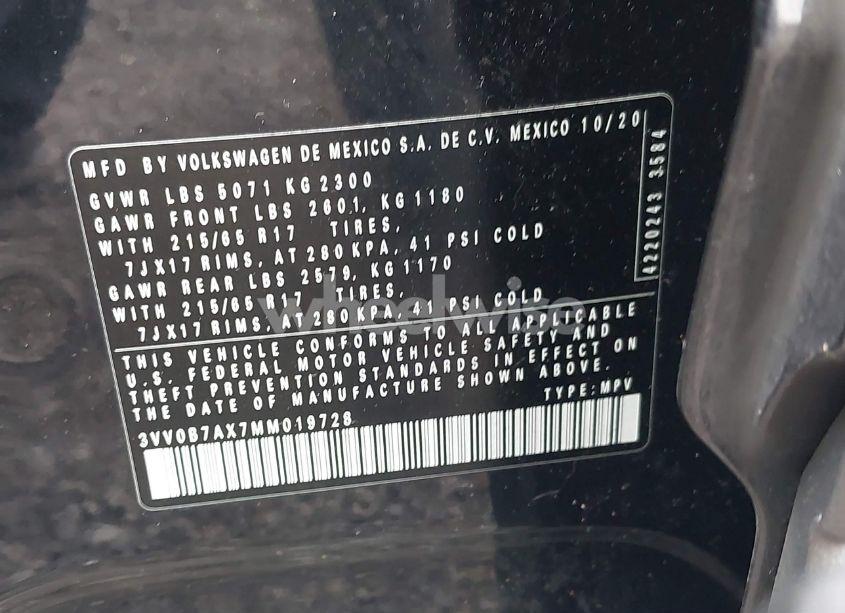 MFD BY VOLKSWAGEN DE MEXICO S.A. DE C.V. MEXICO 10/20
GVWR LBS 5071 KG 2300
GAWR FRONT LBS 2601, KG 1180
WITH 215/65 R17 TIRES,
7JX17 RIMS, AT 280 KPA, 41 PSI COLD
GAWR REAR LBS 2579, KG 1170
WITH 215/65 R17 TIRES,
7JX17 RIMS, AT 280 KPA, 41 PSI COLD
4220243 3584
wheelwise
THIS VEHICLE CONFORMS TO ALL APPLICABLE
U.S. FEDERAL MOTOR VEHICLE SAFETY AND
THEFT PREVENTION STANDARDS IN EFFECT ON
THE DATE OF MANUFACTURE SHOWN ABOVE.
TYPE: MPV
3VV0B7AX7MM019728